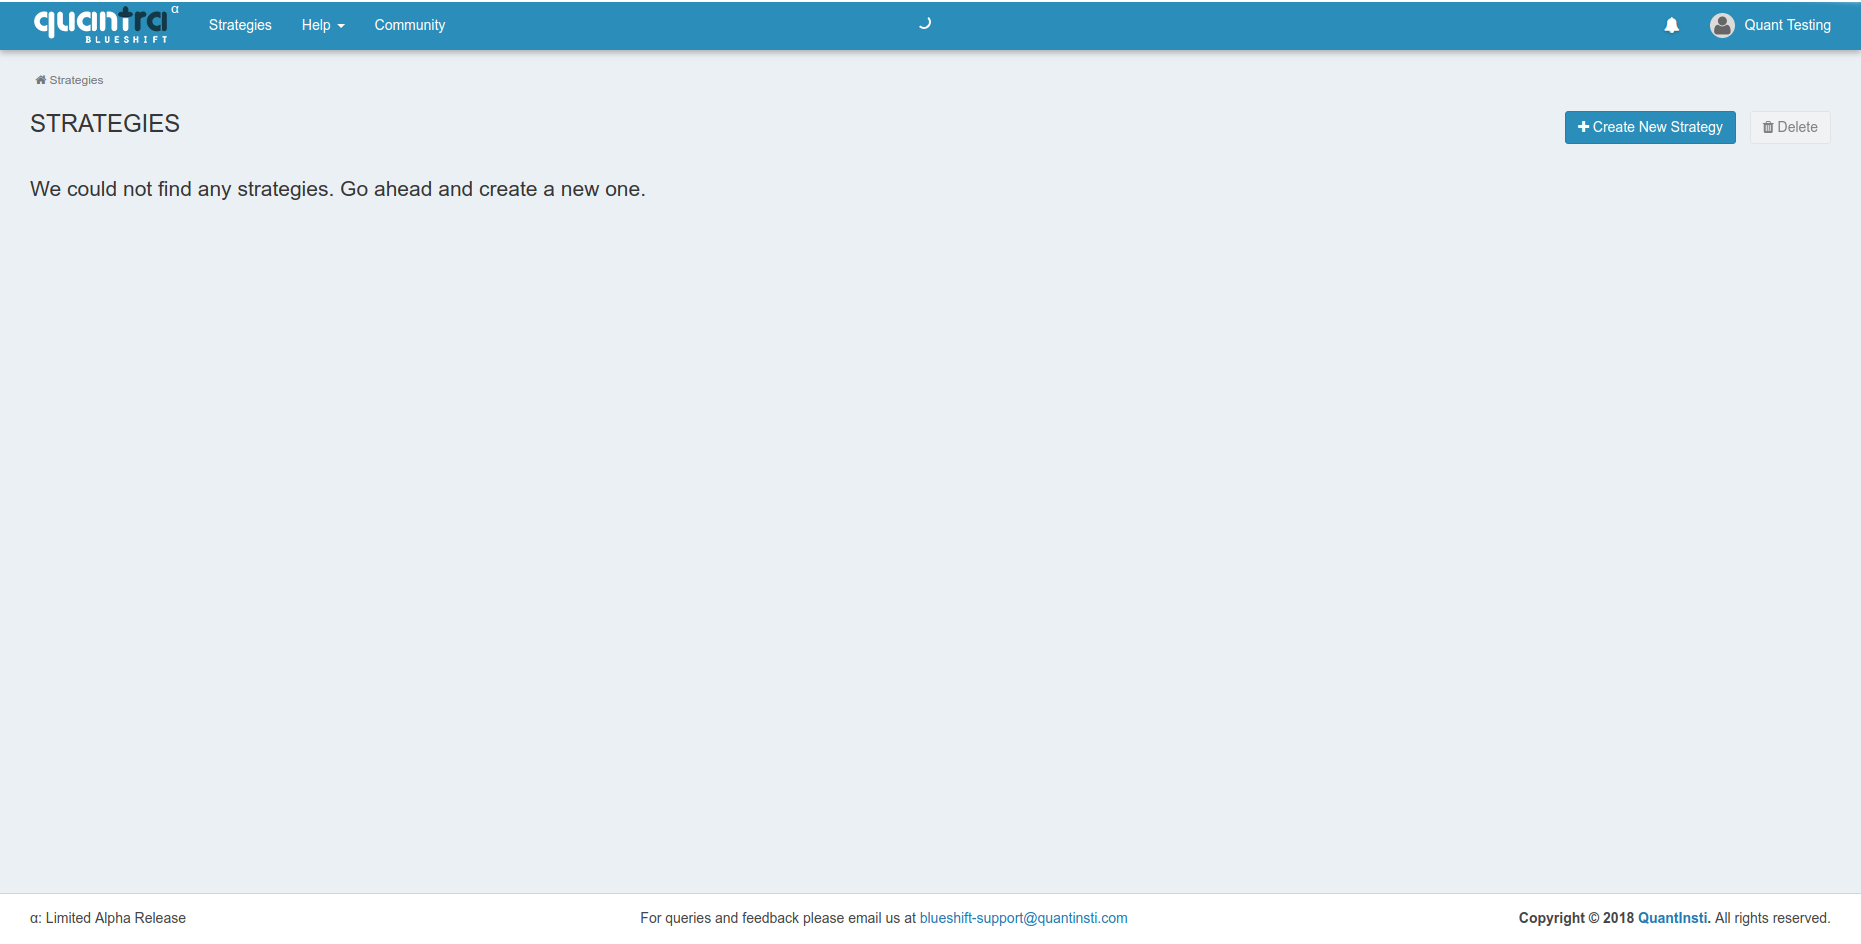 quantra α
BLUESHIFT
Strategies Help Community Quant Testing
Strategies
STRATEGIES
Create New Strategy Delete
We could not find any strategies. Go ahead and create a new one.
α: Limited Alpha Release For queries and feedback please email us at blueshift-support@quantinsti.com Copyright © 2018 QuantInsti. All rights reserved.